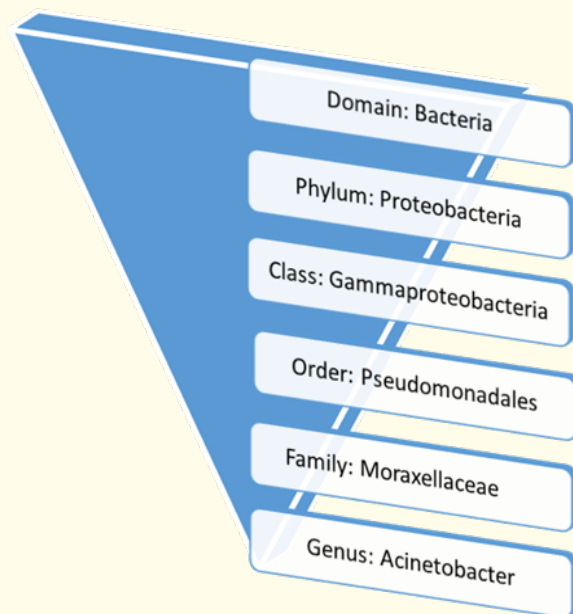 Domain: Bacteria
Phylum: Proteobacteria
Class: Gammaproteobacteria
Order: Pseudomonadales
Family: Moraxellaceae
Genus: Acinetobacter